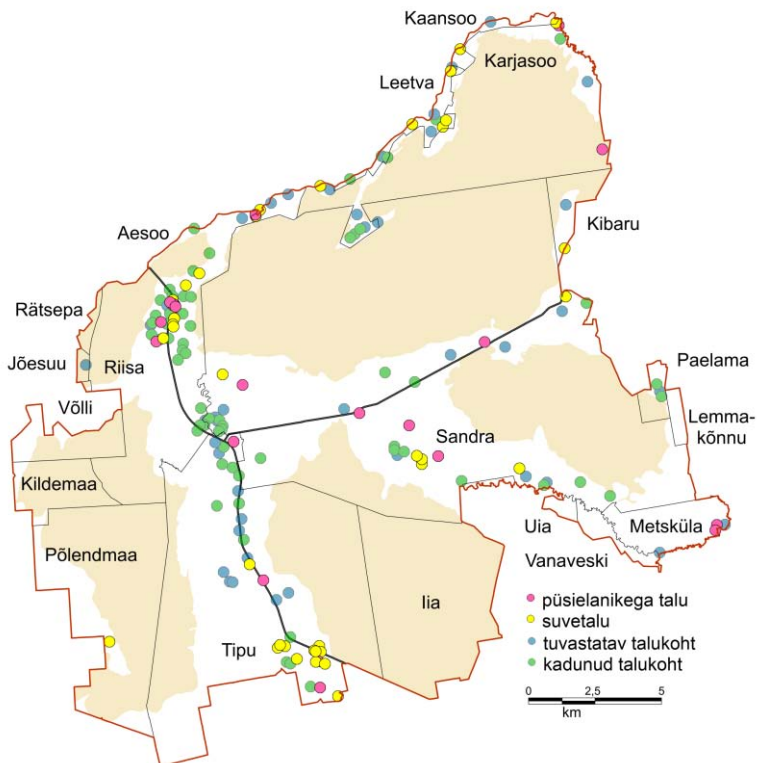 Kaansoo
Karjasoo
Leetva
Kibaru
Aesoo
Rätsepa
Jõesuu
Riisa
Võlli
Paelama
Lemma-
kõnnu
Sandra
Kildemaa
Põlendmaa
Uia
Metsküla
Vanaveski
Iia
Tipu
püsielanikega talu
suvetalu
tuvastatav talukoht
kadunud talukoht
0 2,5 5
km